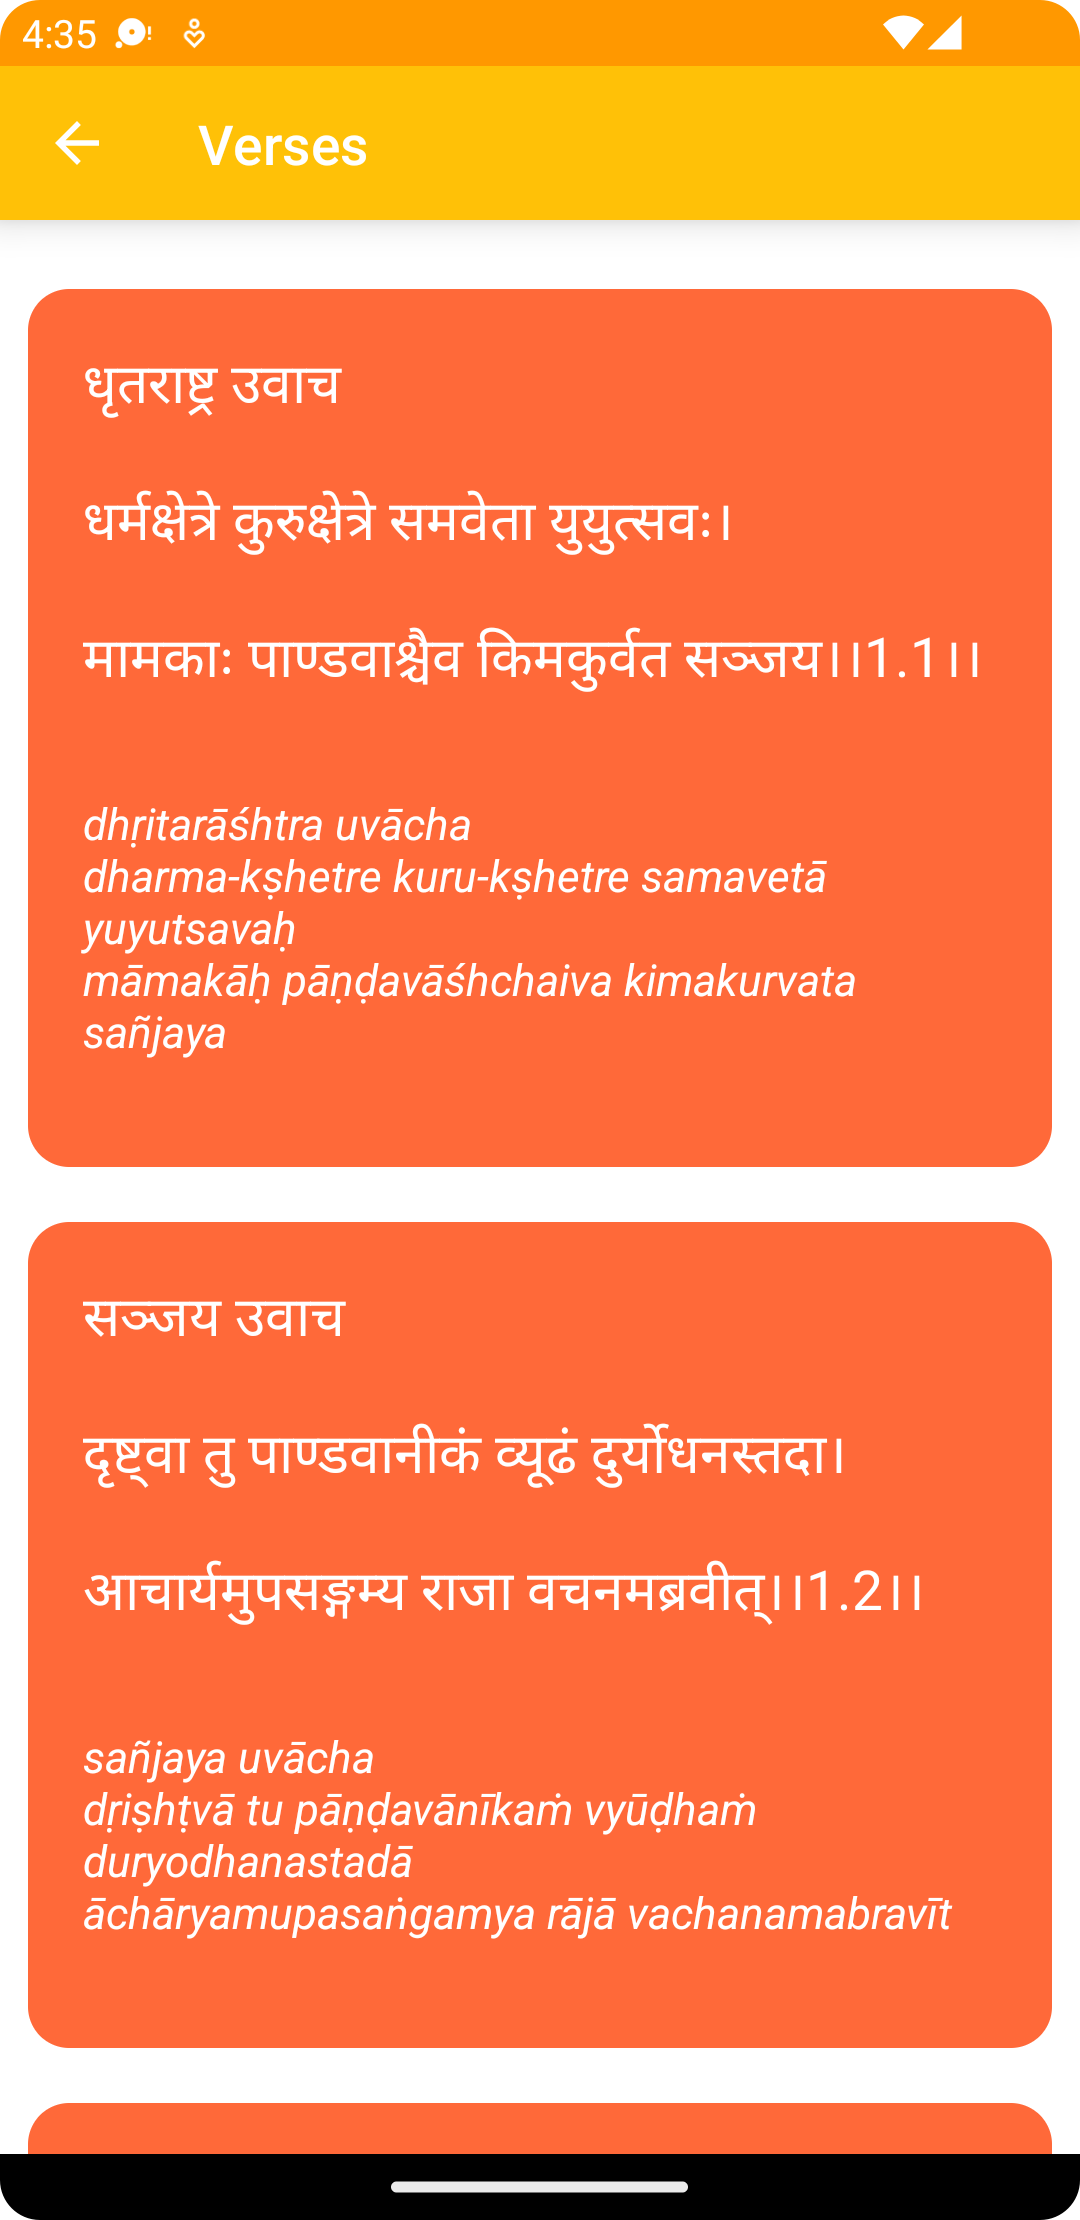 4:35
Verses
धृतराष्ट्र उवाच
धर्मक्षेत्रे कुरुक्षेत्रे समवेता युयुत्सवः।
मामकाः पाण्डवाश्चैव किमकुर्वत सञ्जय।।1.1।।
dhṛitarāśhtra uvācha
dharma-kṣhetre kuru-kṣhetre samavetā
yuyutsavaḥ
māmakāḥ pāṇḍavāśhchaiva kimakurvata
sañjaya
सञ्जय उवाच
दृष्ट्वा तु पाण्डवानीकं व्यूढं दुर्योधनस्तदा।
आचार्यमुपसङ्गम्य राजा वचनमब्रवीत्।।1.2।।
sañjaya uvācha
dṛiṣhṭvā tu pāṇḍavānīkaṁ vyūḍhaṁ
duryodhanastadā
āchāryamupasaṅgamya rājā vachanamabravīt